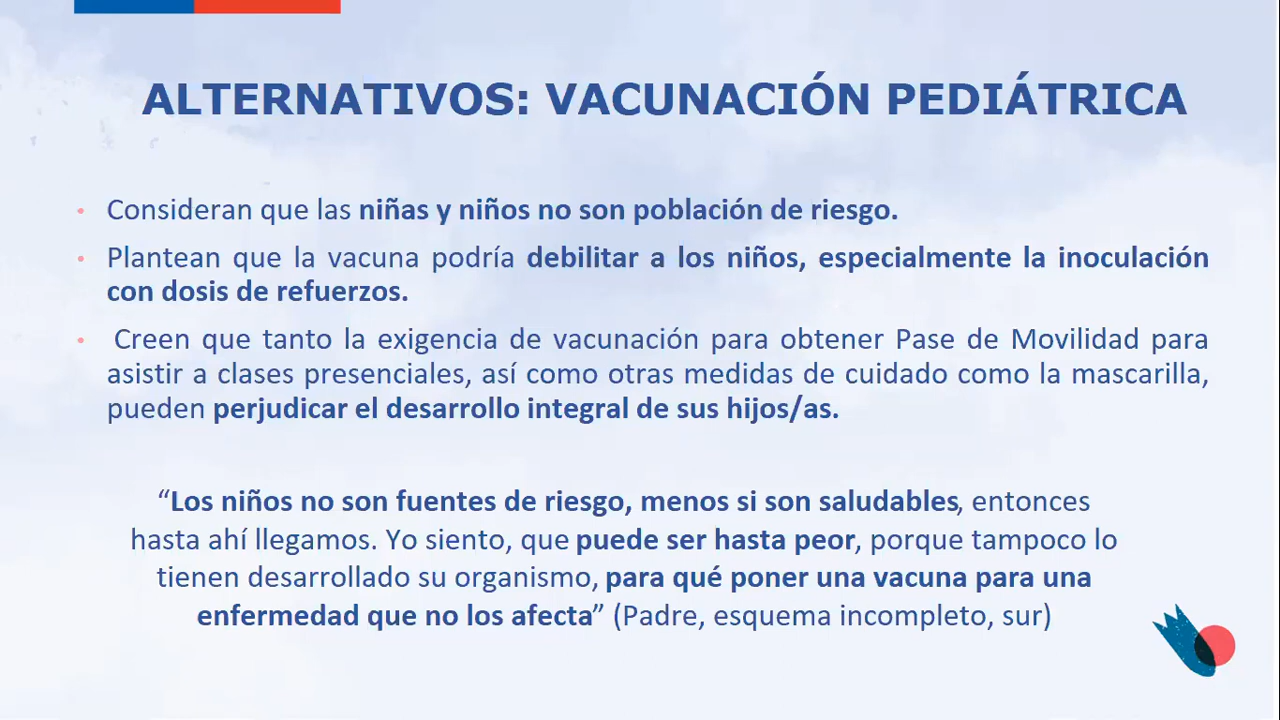 ALTERNATIVOS: VACUNACIÓN PEDIÁTRICA
• Consideran que las niñas y niños no son población de riesgo.
• Plantean que la vacuna podría debilitar a los niños, especialmente la inoculación
con dosis de refuerzos.
• Creen que tanto la exigencia de vacunación para obtener Pase de Movilidad para
asistir a clases presenciales, así como otras medidas de cuidado como la mascarilla,
pueden perjudicar el desarrollo integral de sus hijos/as.
“Los niños no son fuentes de riesgo, menos si son saludables, entonces
hasta ahí llegamos. Yo siento, que puede ser hasta peor, porque tampoco lo
tienen desarrollado su organismo, para qué poner una vacuna para una
enfermedad que no los afecta” (Padre, esquema incompleto, sur)